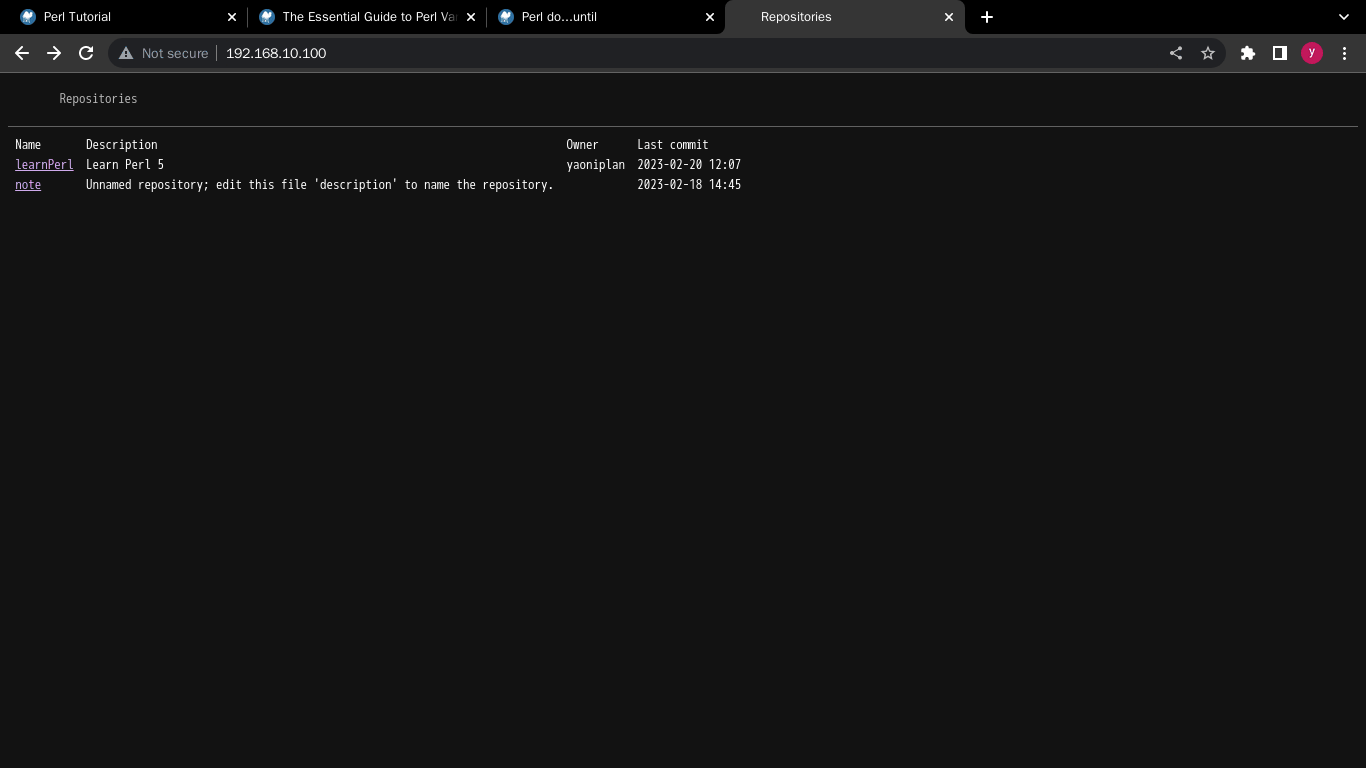 Perl Tutorial
The Essential Guide to Perl Va
Perl do...until
Repositories
Not secure
192.168.10.100
y
Repositories
Name Description Owner Last commit
learnPerl Learn Perl 5 yaoniplan 2023-02-20 12:07
note Unnamed repository; edit this file 'description' to name the repository. 2023-02-18 14:45